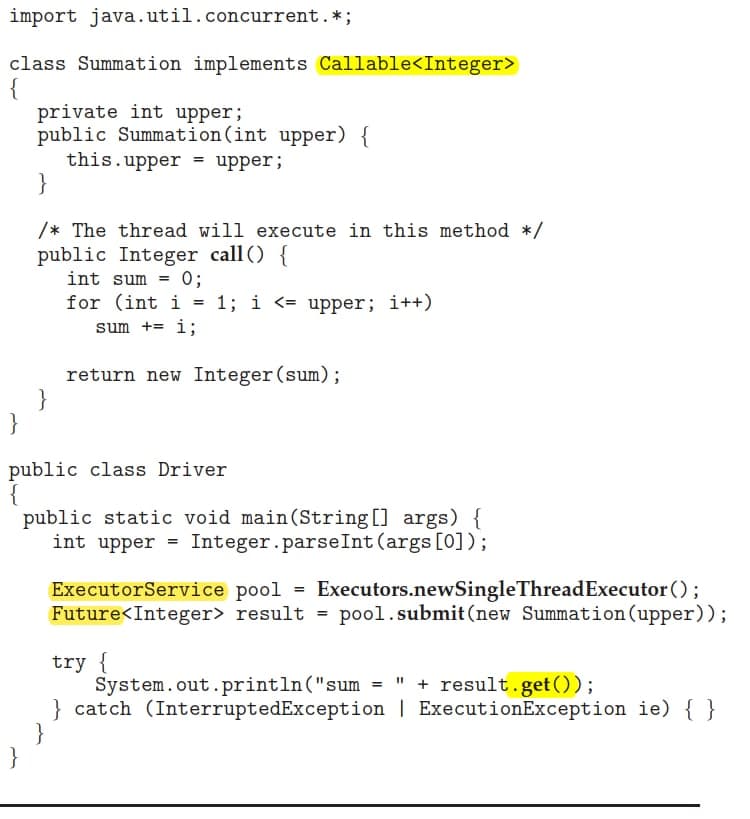 import java.util.concurrent.*;
class Summation implements Callable<Integer>
{
private int upper;
public Summation(int upper) {
this.upper = upper;
}
/* The thread will execute in this method */
public Integer call() {
int sum = 0;
for (int i = 1; i <= upper; i++)
sum += i;
return new Integer(sum);
}
}
public class Driver
{
public static void main(String[] args) {
int upper = Integer.parseInt(args[0]);
ExecutorService pool = Executors.newSingleThreadExecutor();
Future<Integer> result = pool.submit(new Summation(upper));
try {
System.out.println("sum = " + result.get());
} catch (InterruptedException | ExecutionException ie) { }
}
}